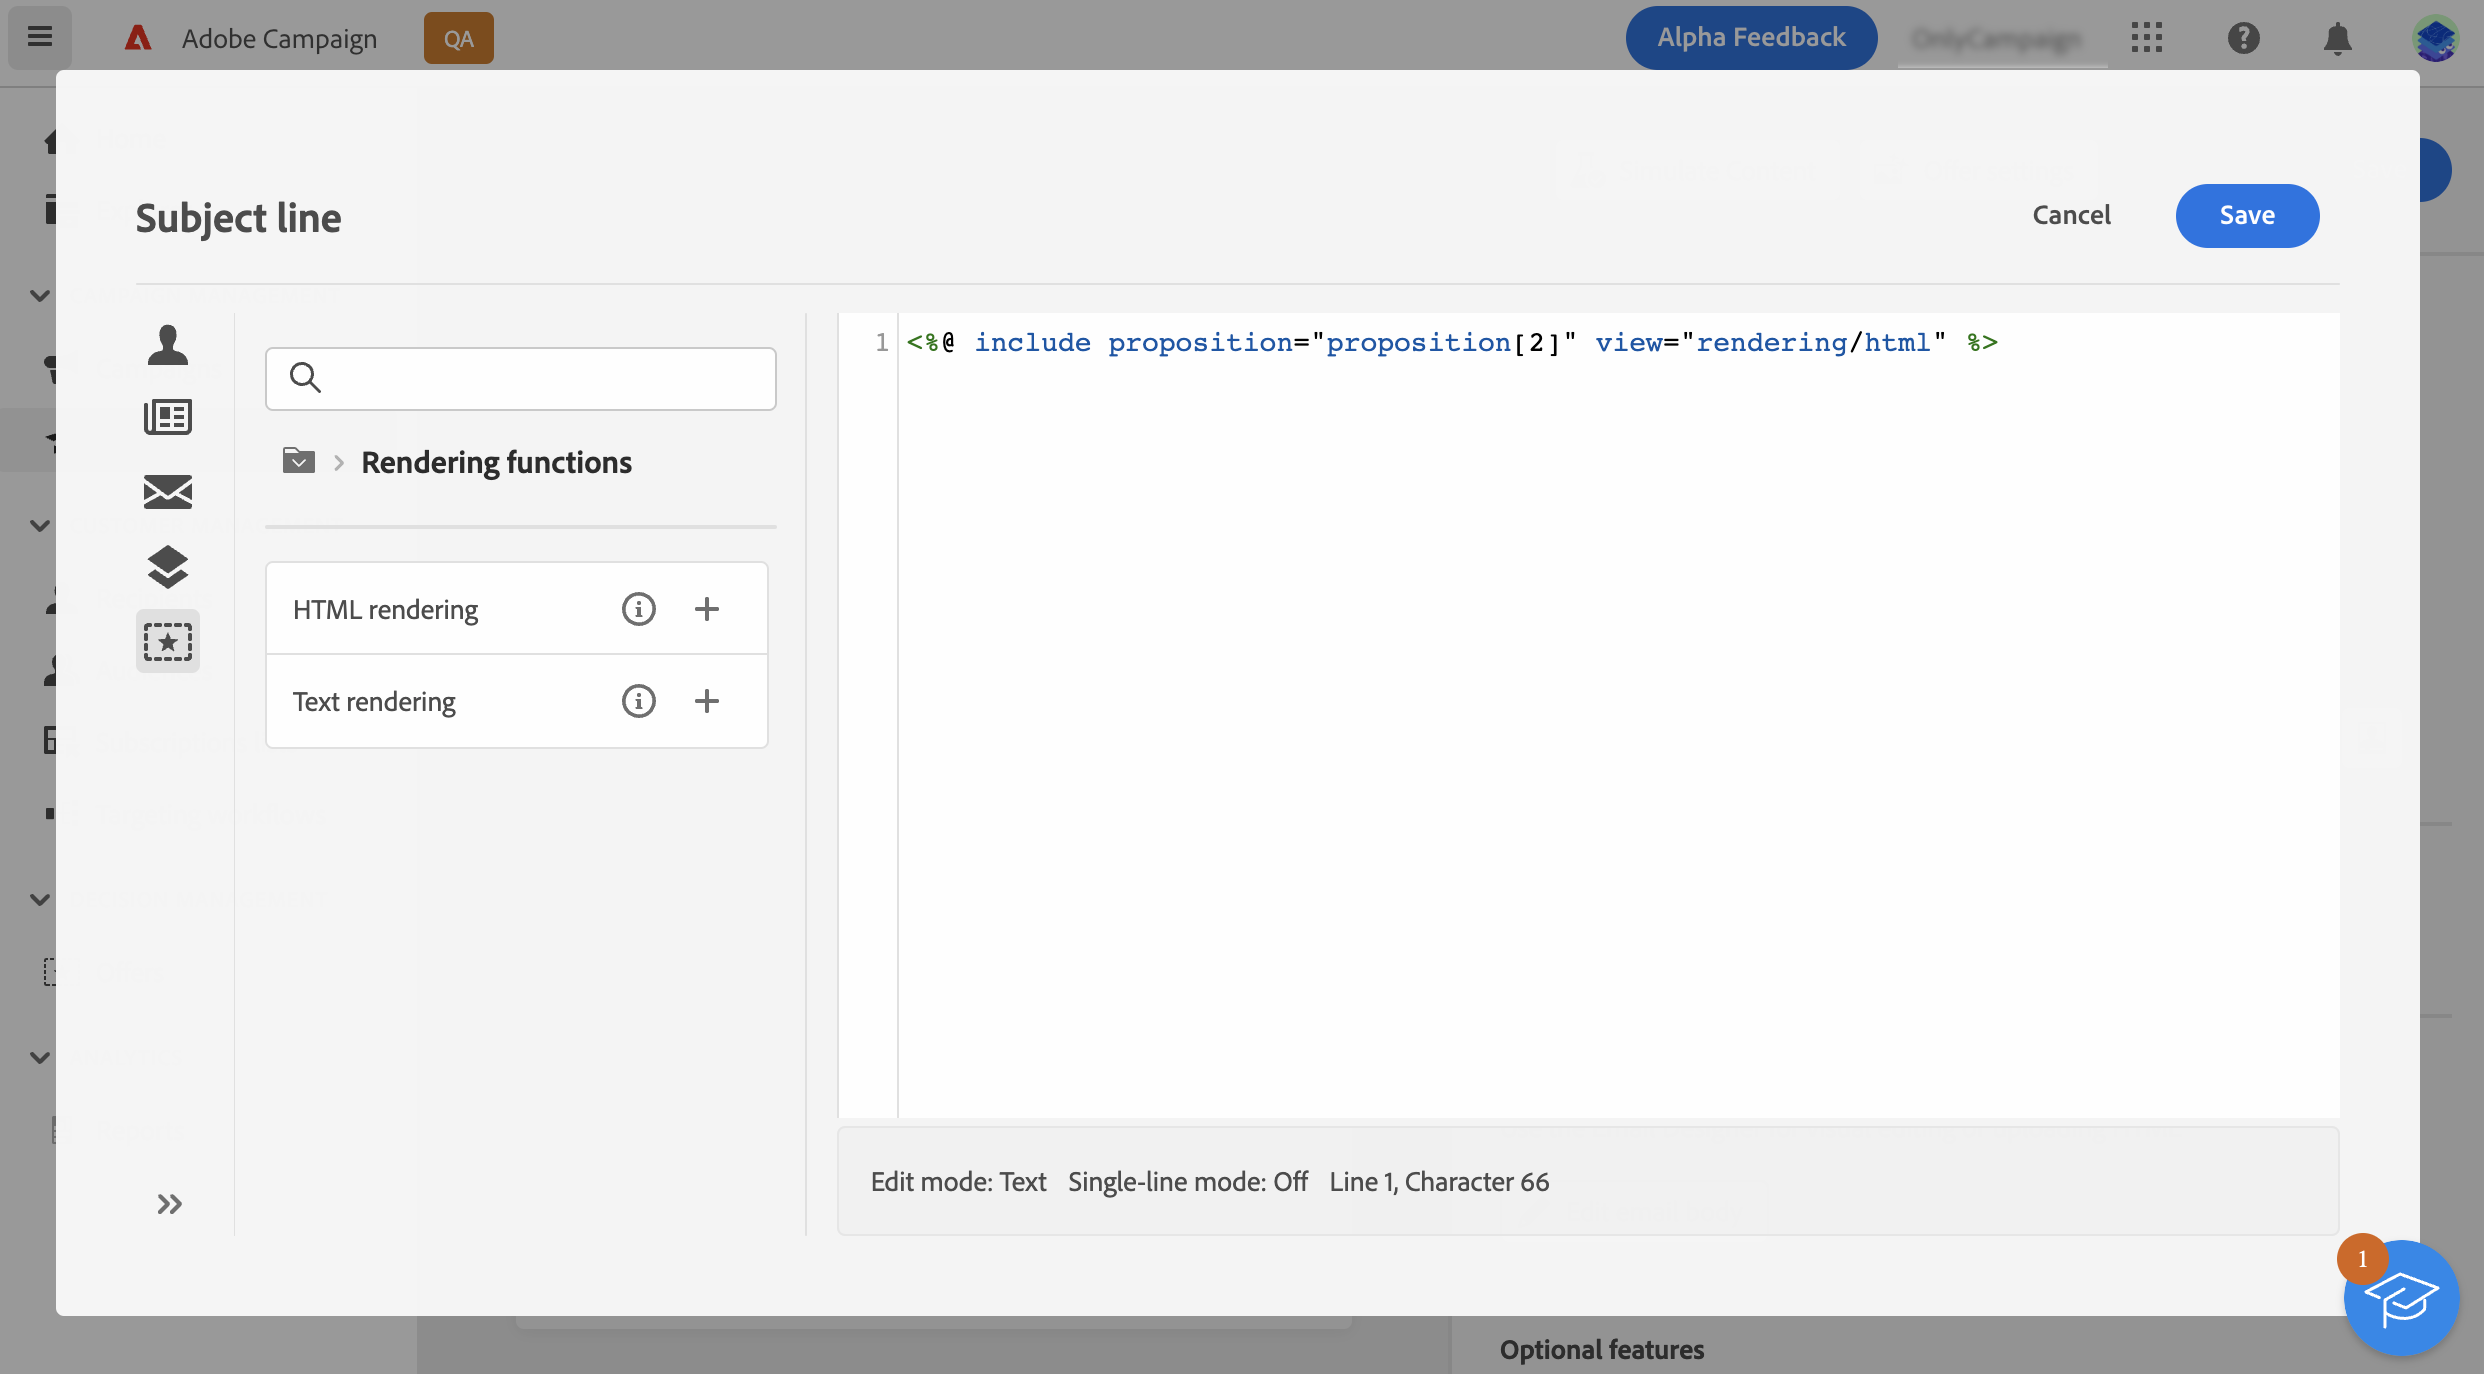 Adobe Campaign
QA
Alpha Feedback
Subject line
Cancel
Save
Rendering functions
HTML rendering
Text rendering
1 <%@ include proposition="proposition[2]" view="rendering/html" %>
Edit mode: Text Single-line mode: Off Line 1, Character 66
1
Optional features